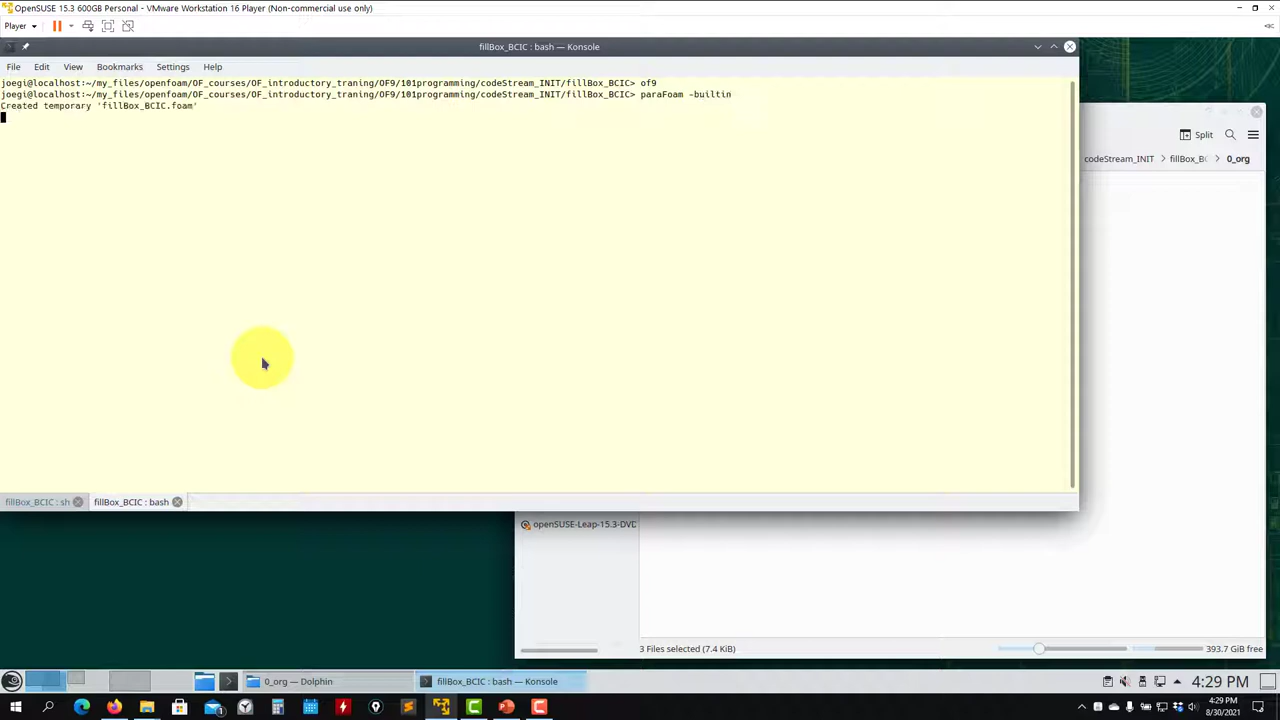 OpenSUSE 15.3 600GB Personal - VMware Workstation 16 Player (Non-commercial use only)
Player
fillBox_BCIC : bash — Konsole
File Edit View Bookmarks Settings Help
joegi@localhost:~/my_files/openfoam/OF_courses/OF_introductory_traning/OF9/101programming/codeStream_INIT/fillBox_BCIC> of9
joegi@localhost:~/my_files/openfoam/OF_courses/OF_introductory_traning/OF9/101programming/codeStream_INIT/fillBox_BCIC> paraFoam -builtin
Created temporary 'fillBox_BCIC.foam'
Split
codeStream_INIT > fillBox_B > 0_org
fillBox_BCIC : sh fillBox_BCIC : bash
openSUSE-Leap-15.3-DVD
3 Files selected (7.4 KiB) 393.7 GiB free
0_org — Dolphin fillBox_BCIC : bash — Konsole 4:29 PM
4:29 PM
8/30/2021